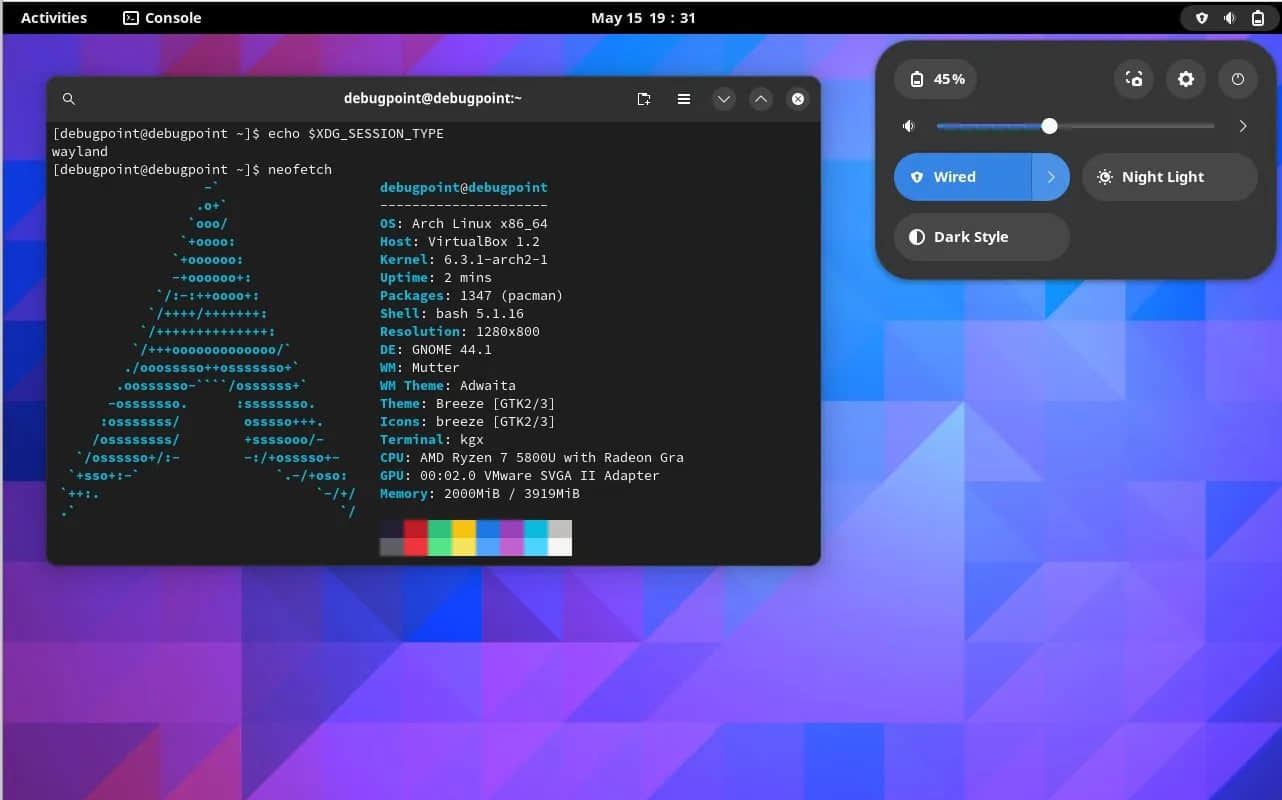 Activities Console May 15 19 : 31
45%
Wired Night Light
Dark Style
debugpoint@debugpoint:~
[debugpoint@debugpoint ~]$ echo $XDG_SESSION_TYPE
wayland
[debugpoint@debugpoint ~]$ neofetch
-` debugpoint@debugpoint
.o+` ---------------------
`ooo/ OS: Arch Linux x86_64
`+oooo: Host: VirtualBox 1.2
`+oooooo: Kernel: 6.3.1-arch2-1
-+oooooo+: Uptime: 2 mins
`/:-:++oooo+: Packages: 1347 (pacman)
`/++++/+++++++: Shell: bash 5.1.16
`/++++++++++++++: Resolution: 1280x800
`/+++ooooooooooooo/` DE: GNOME 44.1
./ooosssso++osssssso+` WM: Mutter
.oossssso-````/ossssss+` WM Theme: Adwaita
-osssssso. :ssssssso. Theme: Breeze [GTK2/3]
:osssssss/ osssso+++. Icons: breeze [GTK2/3]
/ossssssss/ +ssssooo/- Terminal: kgx
`/ossssso+/:- -:/+osssso+- CPU: AMD Ryzen 7 5800U with Radeon Gra
`+sso+:-` `.-/+oso: GPU: 00:02.0 VMware SVGA II Adapter
`++:. `-/+/ Memory: 2000MiB / 3919MiB
.` `/